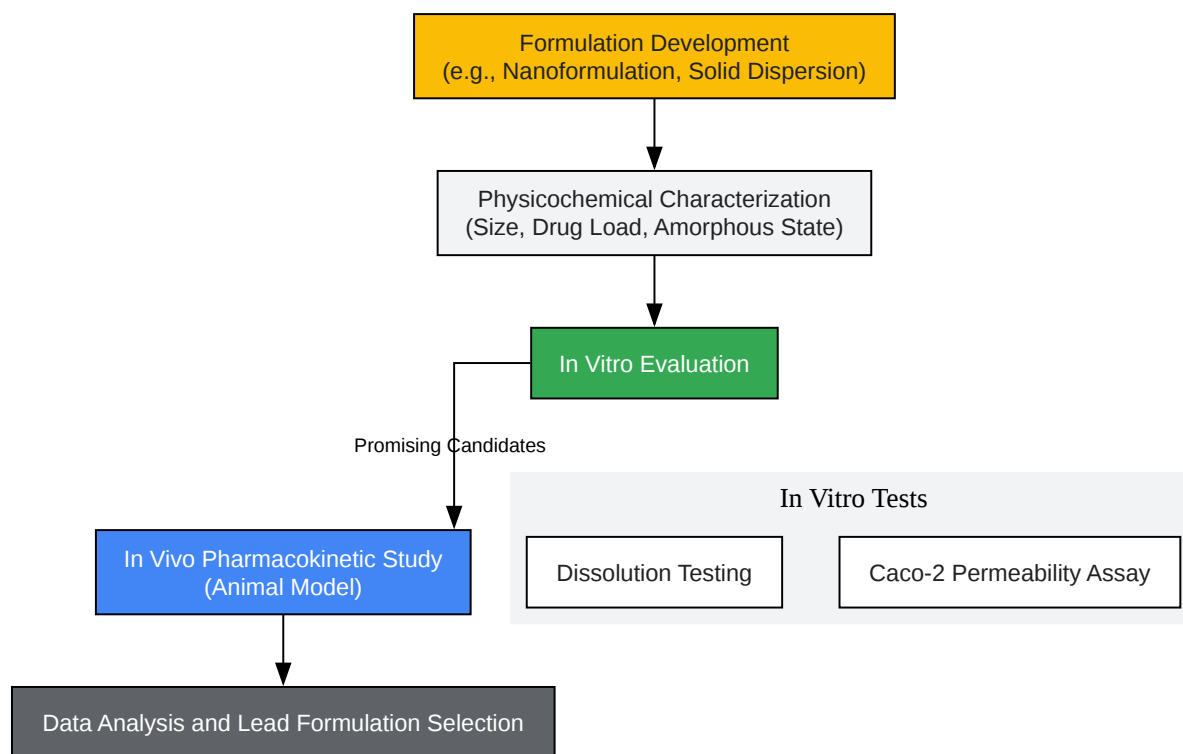 Formulation Development
(e.g., Nanoformulation, Solid Dispersion)
Physicochemical Characterization
(Size, Drug Load, Amorphous State)
In Vitro Evaluation
Promising Candidates
In Vitro Tests
Dissolution Testing
Caco-2 Permeability Assay
In Vivo Pharmacokinetic Study
(Animal Model)
Data Analysis and Lead Formulation Selection